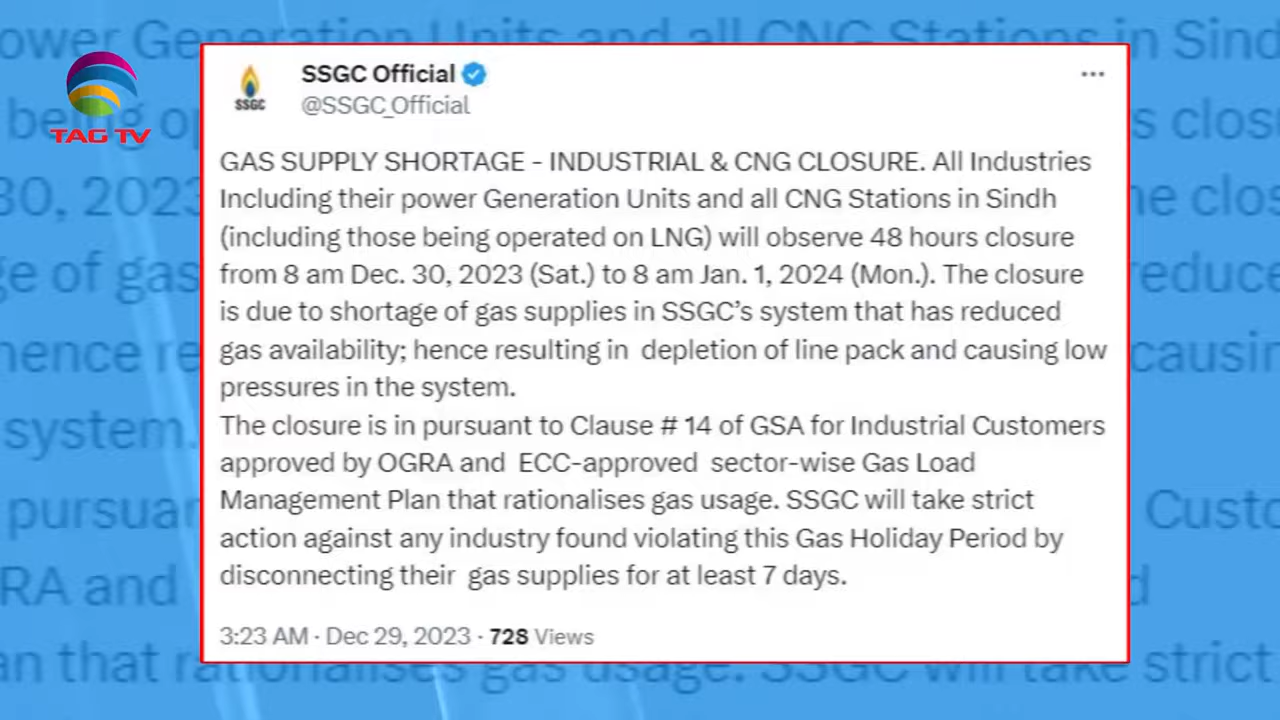 TAG TV
SSGC
SSGC Official
@SSGC_Official
GAS SUPPLY SHORTAGE - INDUSTRIAL & CNG CLOSURE. All Industries
Including their power Generation Units and all CNG Stations in Sindh
(including those being operated on LNG) will observe 48 hours closure
from 8 am Dec. 30, 2023 (Sat.) to 8 am Jan. 1, 2024 (Mon.). The closure
is due to shortage of gas supplies in SSGC’s system that has reduced
gas availability; hence resulting in depletion of line pack and causing low
pressures in the system.
The closure is in pursuant to Clause # 14 of GSA for Industrial Customers
approved by OGRA and ECC-approved sector-wise Gas Load
Management Plan that rationalises gas usage. SSGC will take strict
action against any industry found violating this Gas Holiday Period by
disconnecting their gas supplies for at least 7 days.
3:23 AM · Dec 29, 2023 · 728 Views